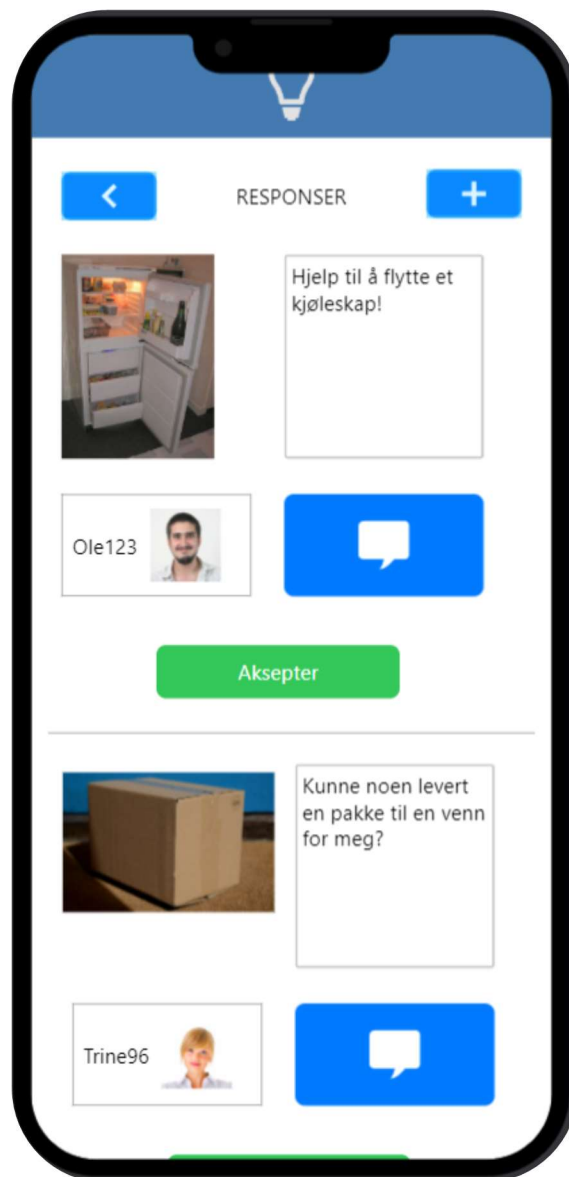 RESPONSER
Hjelp til å flytte et
kjøleskap!
Ole123
Aksepter
Kunne noen levert
en pakke til en venn
for meg?
Trine96